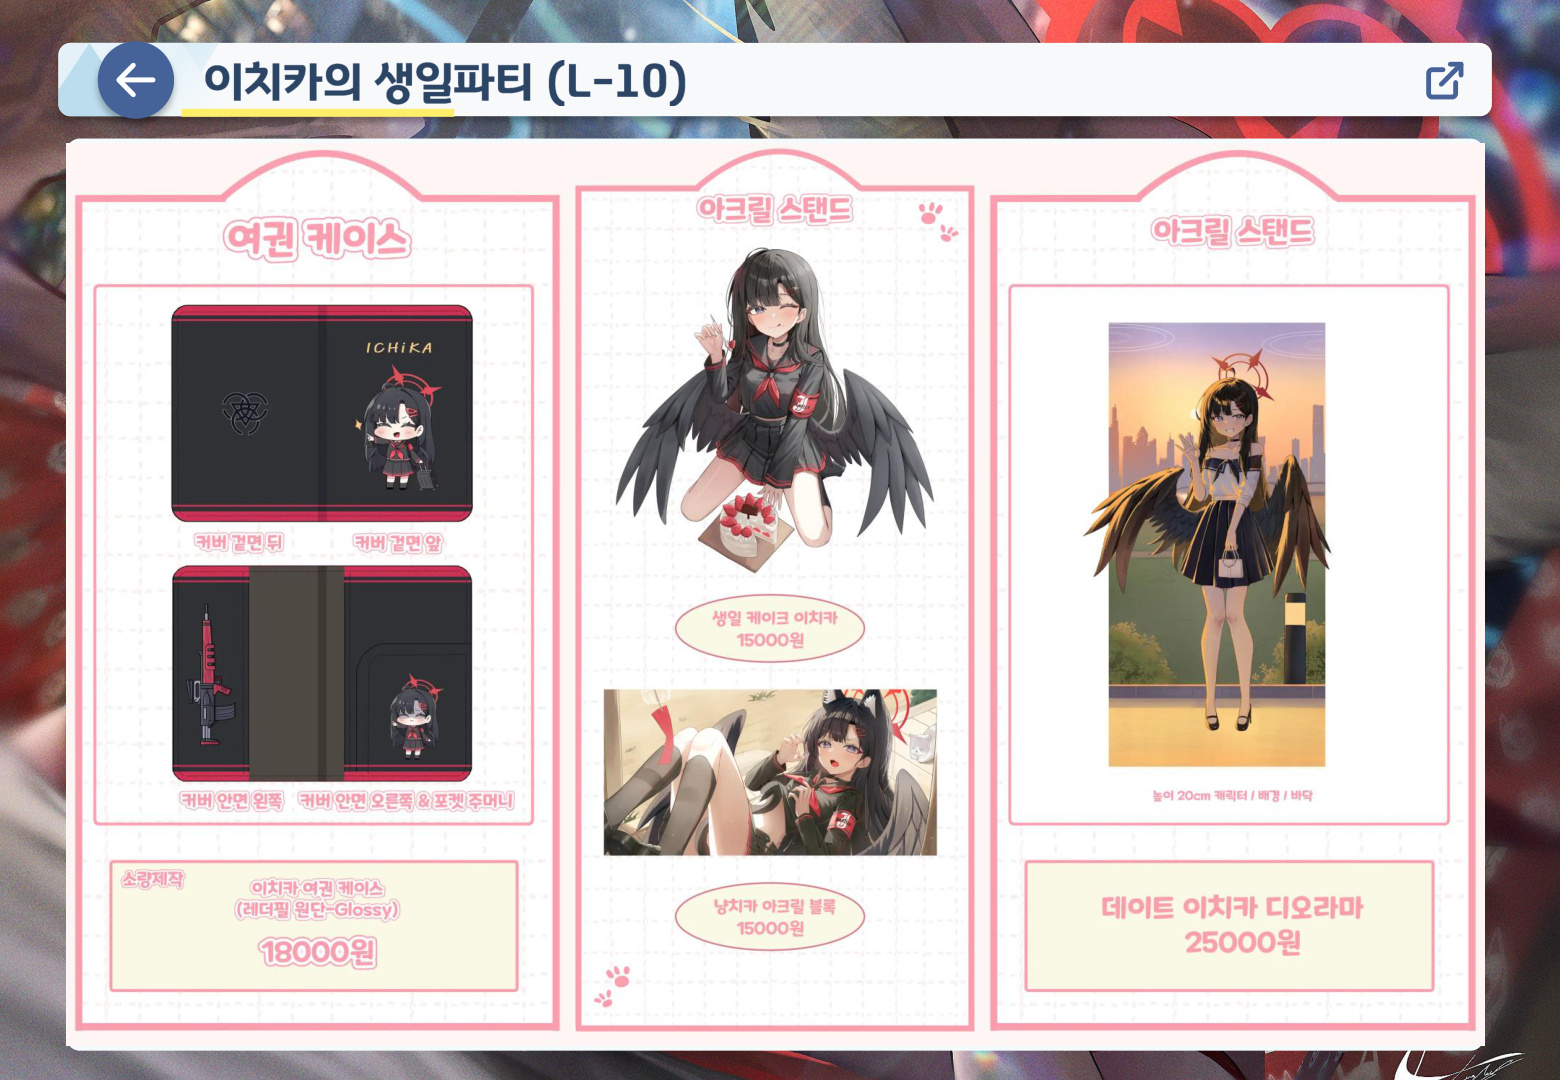 이치카의 생일파티 (L-10)
여권 케이스
ICHiKA
커버 겉면 뒤
커버 겉면 앞
커버 안면 왼쪽
커버 안면 오른쪽 & 포켓 주머니
소량제작
이치카 여권 케이스
(레더필 원단-Glossy)
18000원
아크릴 스탠드
생일 케이크 이치카
15000원
냥치카 아크릴 블록
15000원
아크릴 스탠드
높이 20cm 캐릭터 / 배경 / 바닥
데이트 이치카 디오라마
25000원